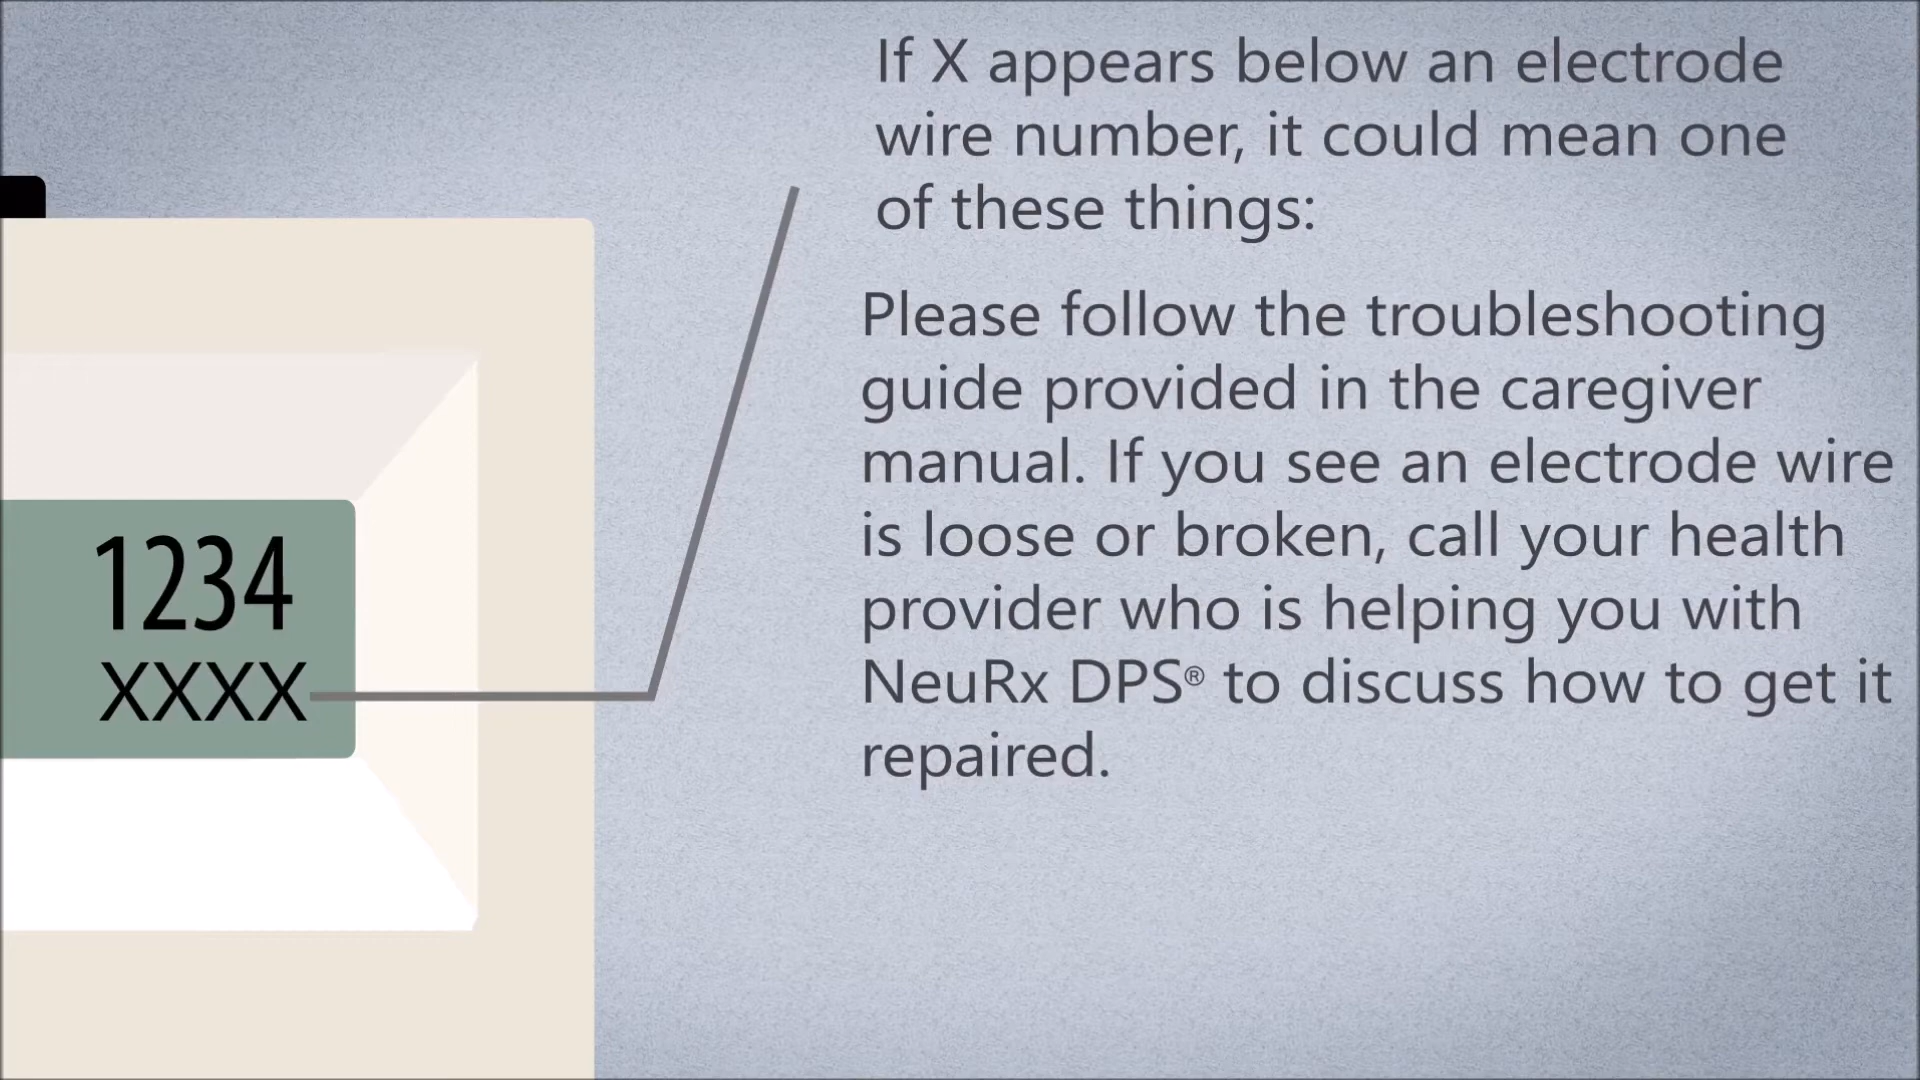 If X appears below an electrode
wire number, it could mean one
of these things:
Please follow the troubleshooting
guide provided in the caregiver
manual. If you see an electrode wire
is loose or broken, call your health
provider who is helping you with
NeuRx DPS® to discuss how to get it
repaired.
1234
XXXX